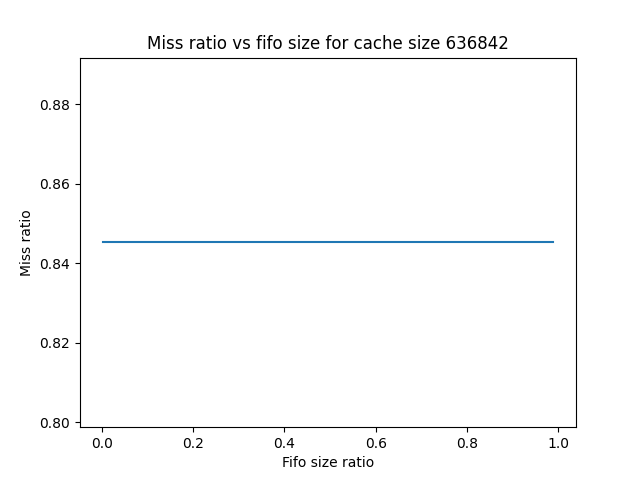 Miss ratio vs fifo size for cache size 636842
0.88
0.86
0.84
0.82
0.80
Miss ratio
0.0 0.2 0.4 0.6 0.8 1.0
Fifo size ratio